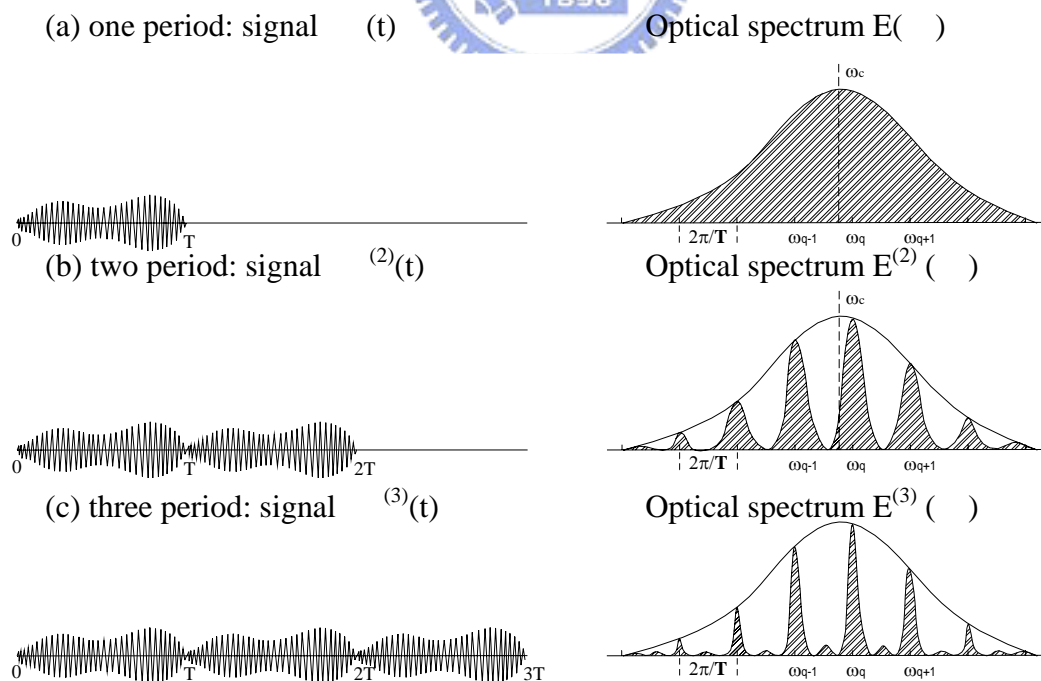 1896
(a) one period: signal (t) Optical spectrum E( )
ωc
0 T 2π/T ωq-1 ωq ωq+1
(b) two period: signal (2)(t) Optical spectrum E(2) ( )
ωc
0 T 2T 2π/T ωq-1 ωq ωq+1
(c) three period: signal (3)(t) Optical spectrum E(3) ( )
0 T 2T 3T 2π/T ωq-1 ωq ωq+1